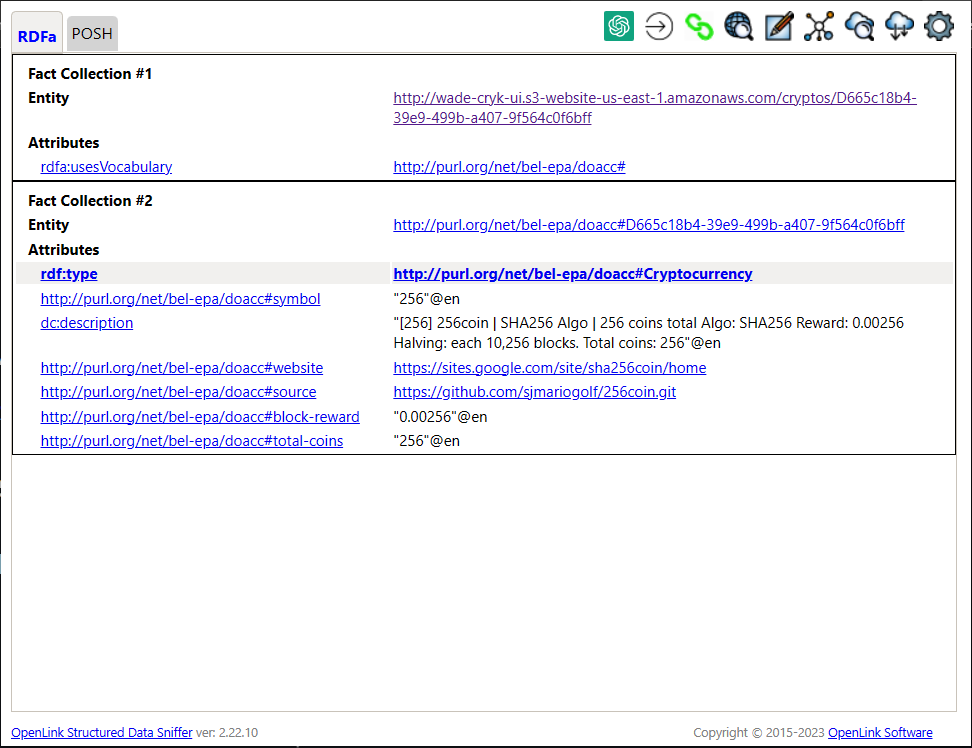 RDFa POSH
Fact Collection #1
Entity http://wade-cryk-ui.s3-website-us-east-1.amazonaws.com/cryptos/D665c18b4-
39e9-499b-a407-9f564c0f6bff
Attributes
rdfa:usesVocabulary http://purl.org/net/bel-epa/doacc#
Fact Collection #2
Entity http://purl.org/net/bel-epa/doacc#D665c18b4-39e9-499b-a407-9f564c0f6bff
Attributes
rdf:type http://purl.org/net/bel-epa/doacc#Cryptocurrency
http://purl.org/net/bel-epa/doacc#symbol "256"@en
dc:description "[256] 256coin | SHA256 Algo | 256 coins total Algo: SHA256 Reward: 0.00256
Halving: each 10,256 blocks. Total coins: 256"@en
http://purl.org/net/bel-epa/doacc#website https://sites.google.com/site/sha256coin/home
http://purl.org/net/bel-epa/doacc#source https://github.com/sjmariogolf/256coin.git
http://purl.org/net/bel-epa/doacc#block-reward "0.00256"@en
http://purl.org/net/bel-epa/doacc#total-coins "256"@en
OpenLink Structured Data Sniffer ver: 2.22.10 Copyright © 2015-2023 OpenLink Software